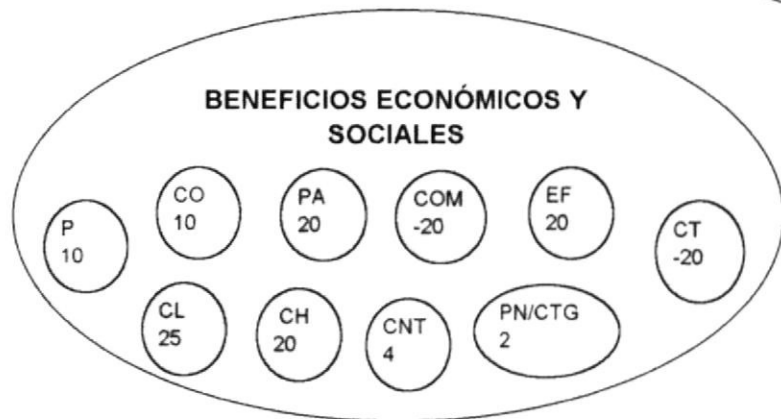 BENEFICIOS ECONÓMICOS Y
SOCIALES
P
10
CO
10
PA
20
COM
-20
EF
20
CT
-20
CL
25
CH
20
CNT
4
PN/CTG
2